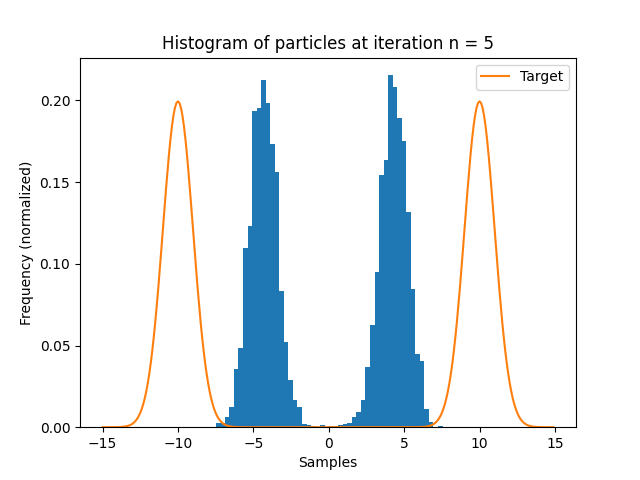 Histogram of particles at iteration n = 5
Target
Frequency (normalized)
0.20
0.15
0.10
0.05
0.00
−15 −10 −5 0 5 10 15
Samples